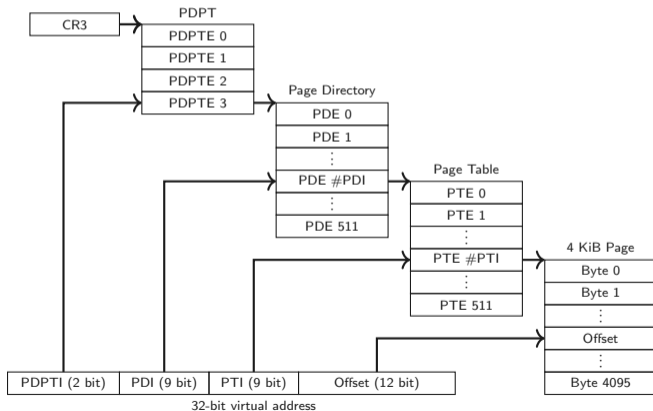 PDPT
CR3
PDPTE 0
PDPTE 1
PDPTE 2
PDPTE 3
Page Directory
PDE 0
PDE 1
⋮
PDE #PDI
⋮
PDE 511
Page Table
PTE 0
PTE 1
⋮
PTE #PTI
⋮
PTE 511
4 KiB Page
Byte 0
Byte 1
⋮
Offset
⋮
Byte 4095
PDPTI (2 bit) PDI (9 bit) PTI (9 bit) Offset (12 bit)
32-bit virtual address